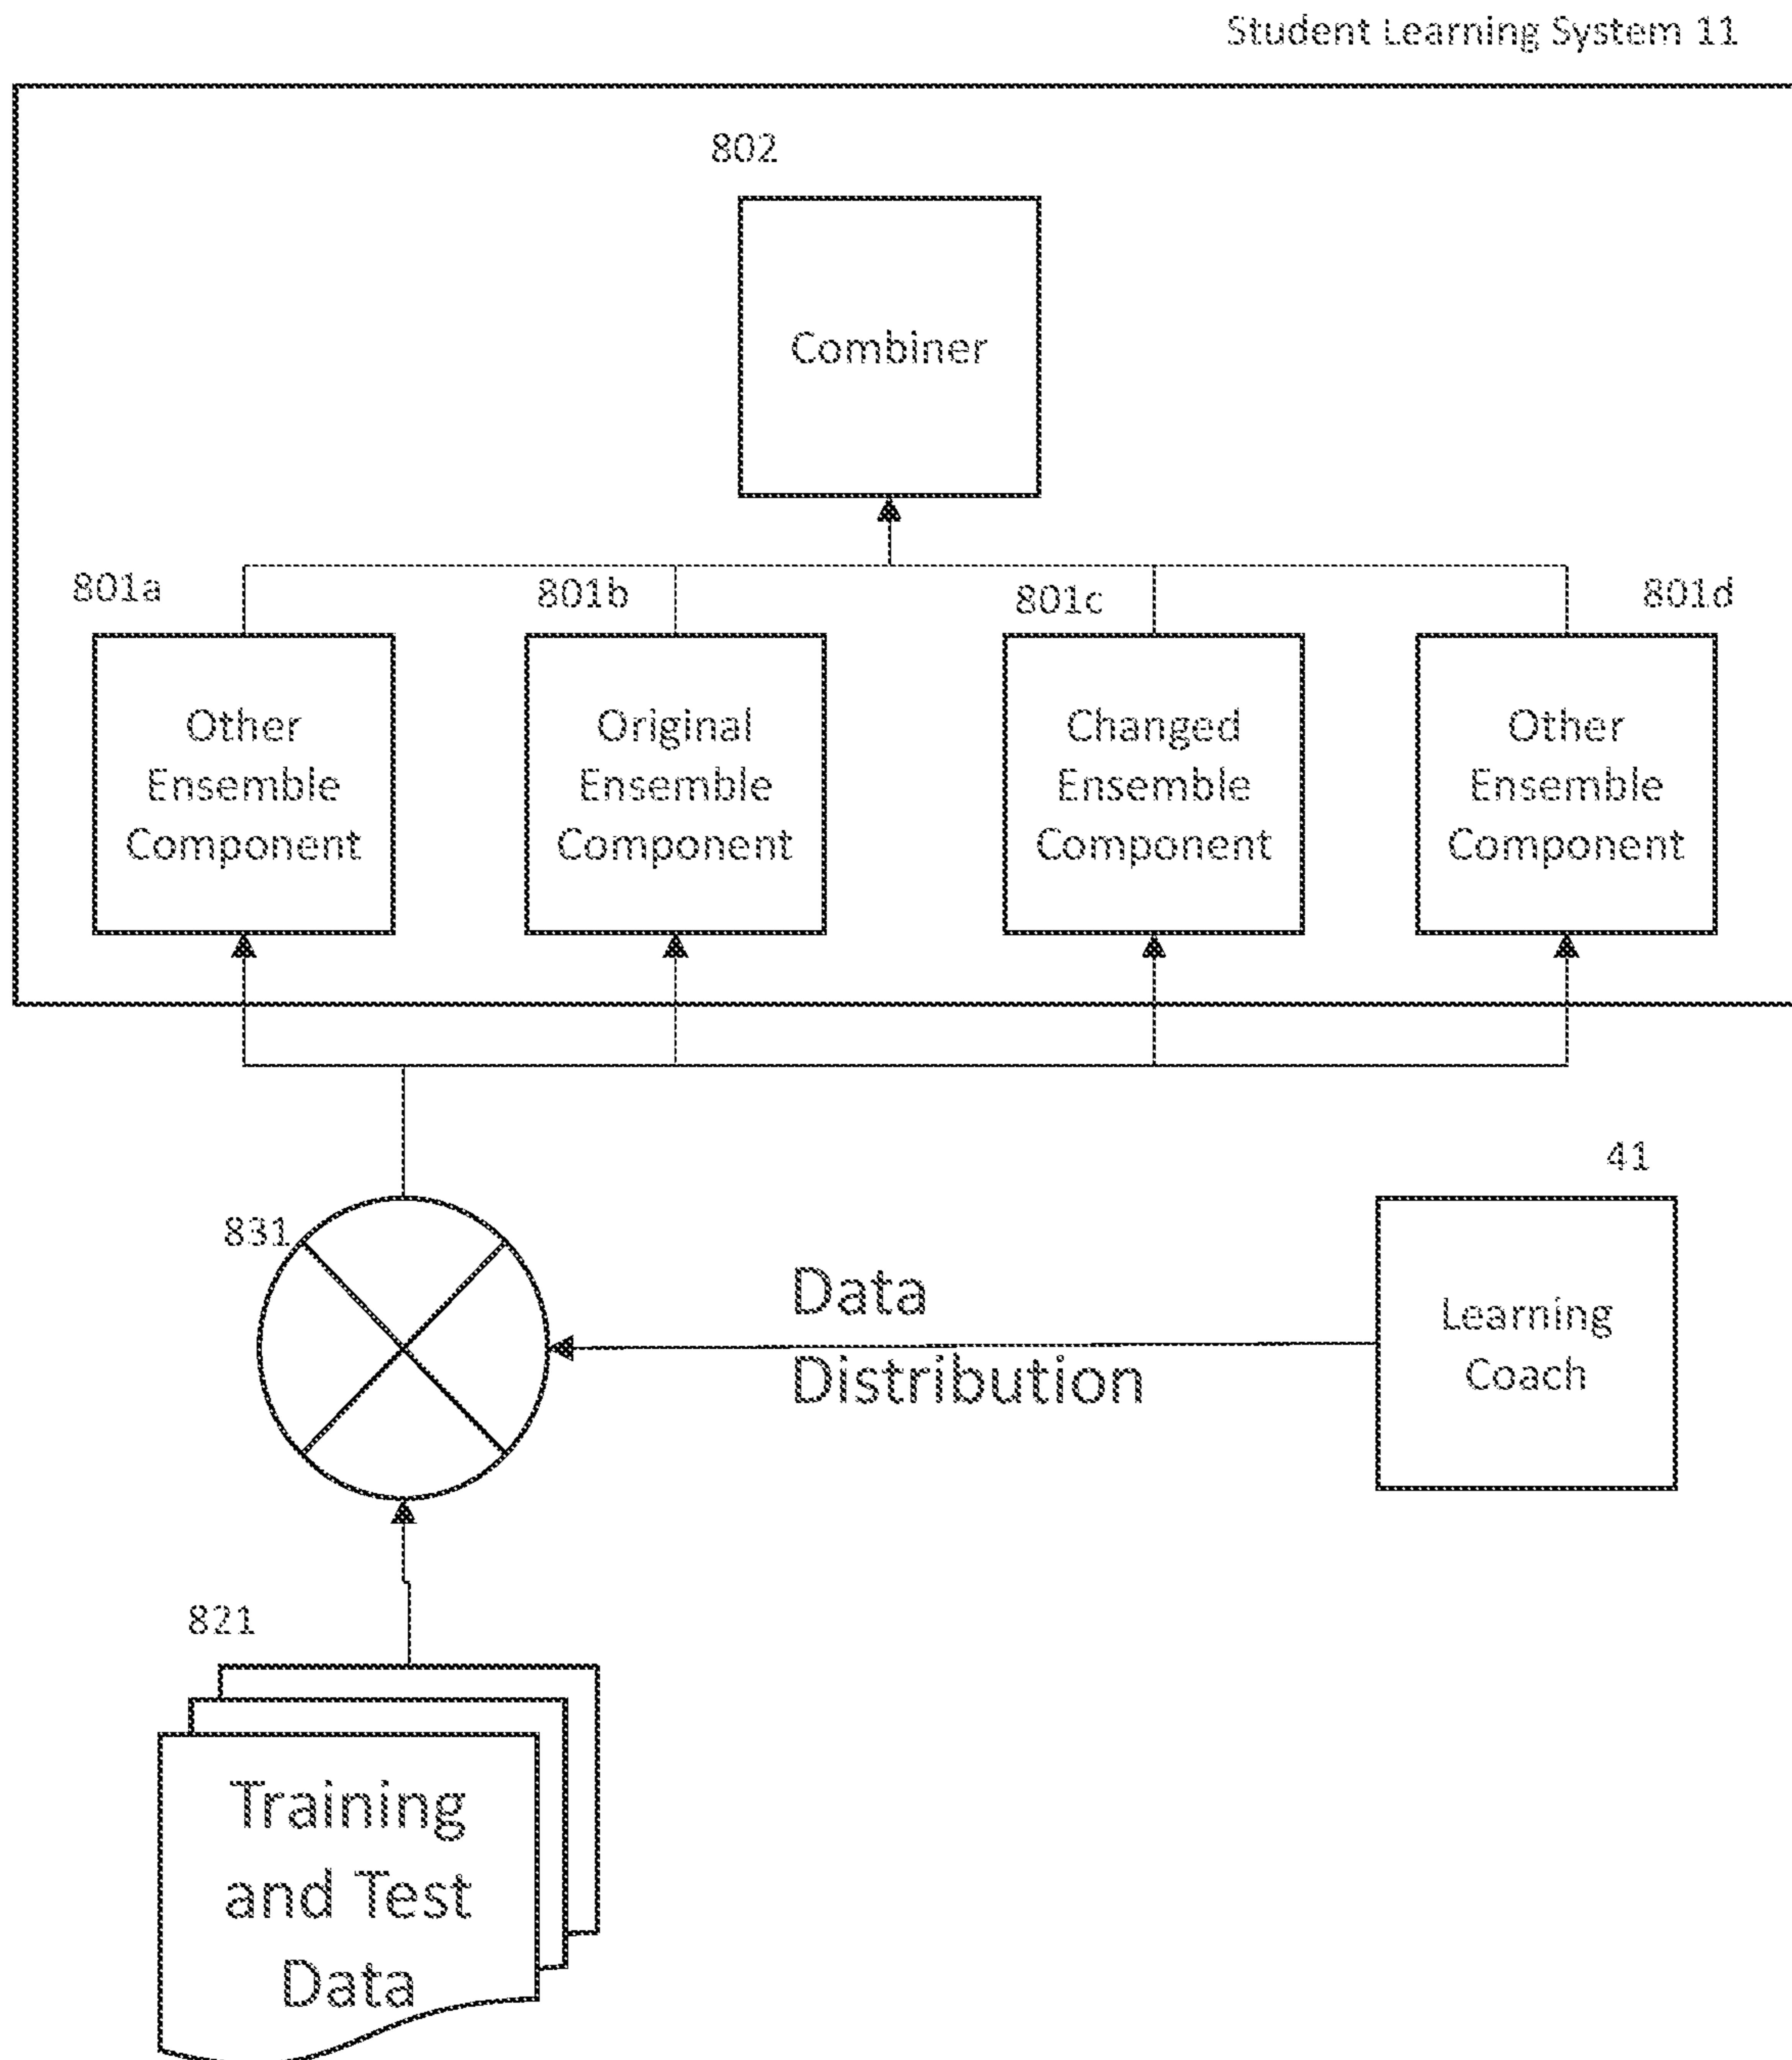 Student Learning System 11
802
Combiner
801a
801b
801c
801d
Other
Ensemble
Component
Original
Ensemble
Component
Changed
Ensemble
Component
Other
Ensemble
Component
41
831
Data
Distribution
Learning
Coach
821
Training
and Test
Data